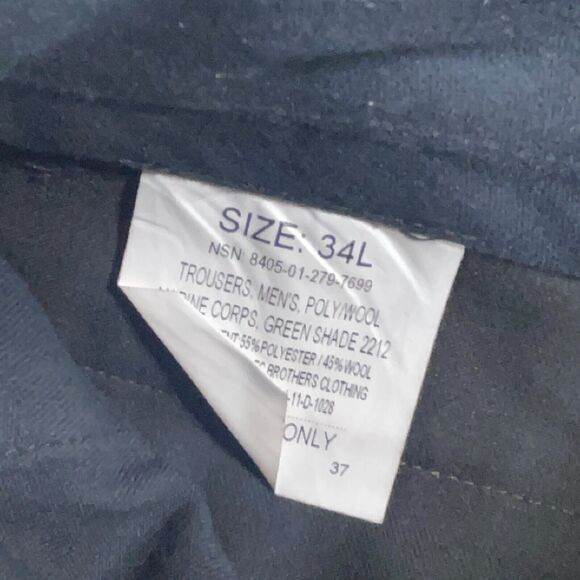 SIZE: 34L
NSN: 8405-01-279-7699
TROUSERS, MEN'S, POLY/WOOL
CORPS, GREEN SHADE 2212
55% POLYESTER / 45% WOOL
BROTHERS CLOTHING
-11-D-1028
ONLY
37